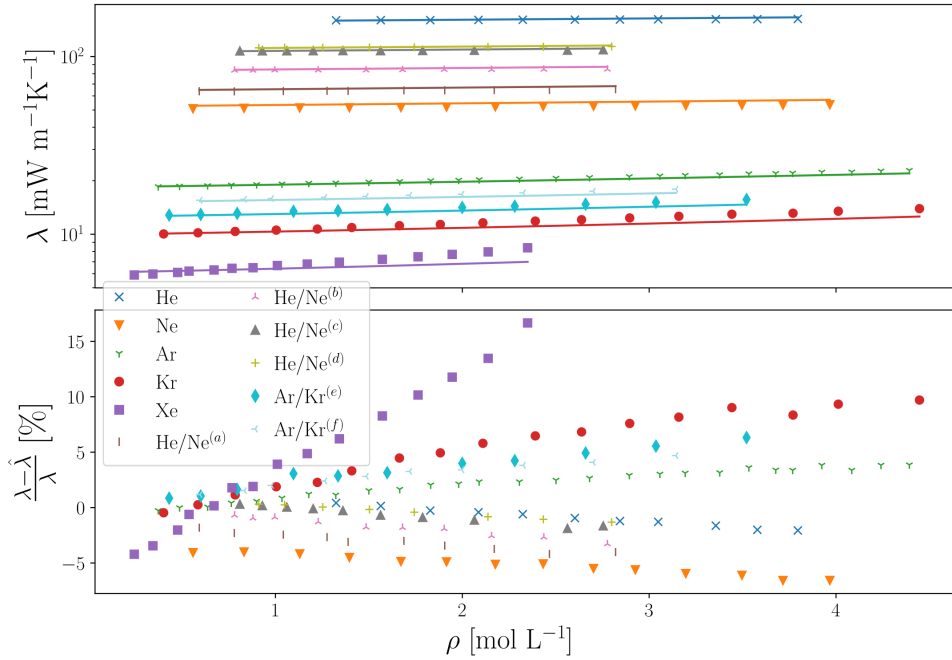 10²
10¹
λ [mW m⁻¹K⁻¹]
He
Ne
Ar
Kr
Xe
He/Ne⁽ᵃ⁾
He/Ne⁽ᵇ⁾
He/Ne⁽ᶜ⁾
He/Ne⁽ᵈ⁾
Ar/Kr⁽ᵉ⁾
Ar/Kr⁽ᶠ⁾
15
10
5
0
−5
(λ−λ̂)/λ [%]
1
2
3
4
ρ [mol L⁻¹]